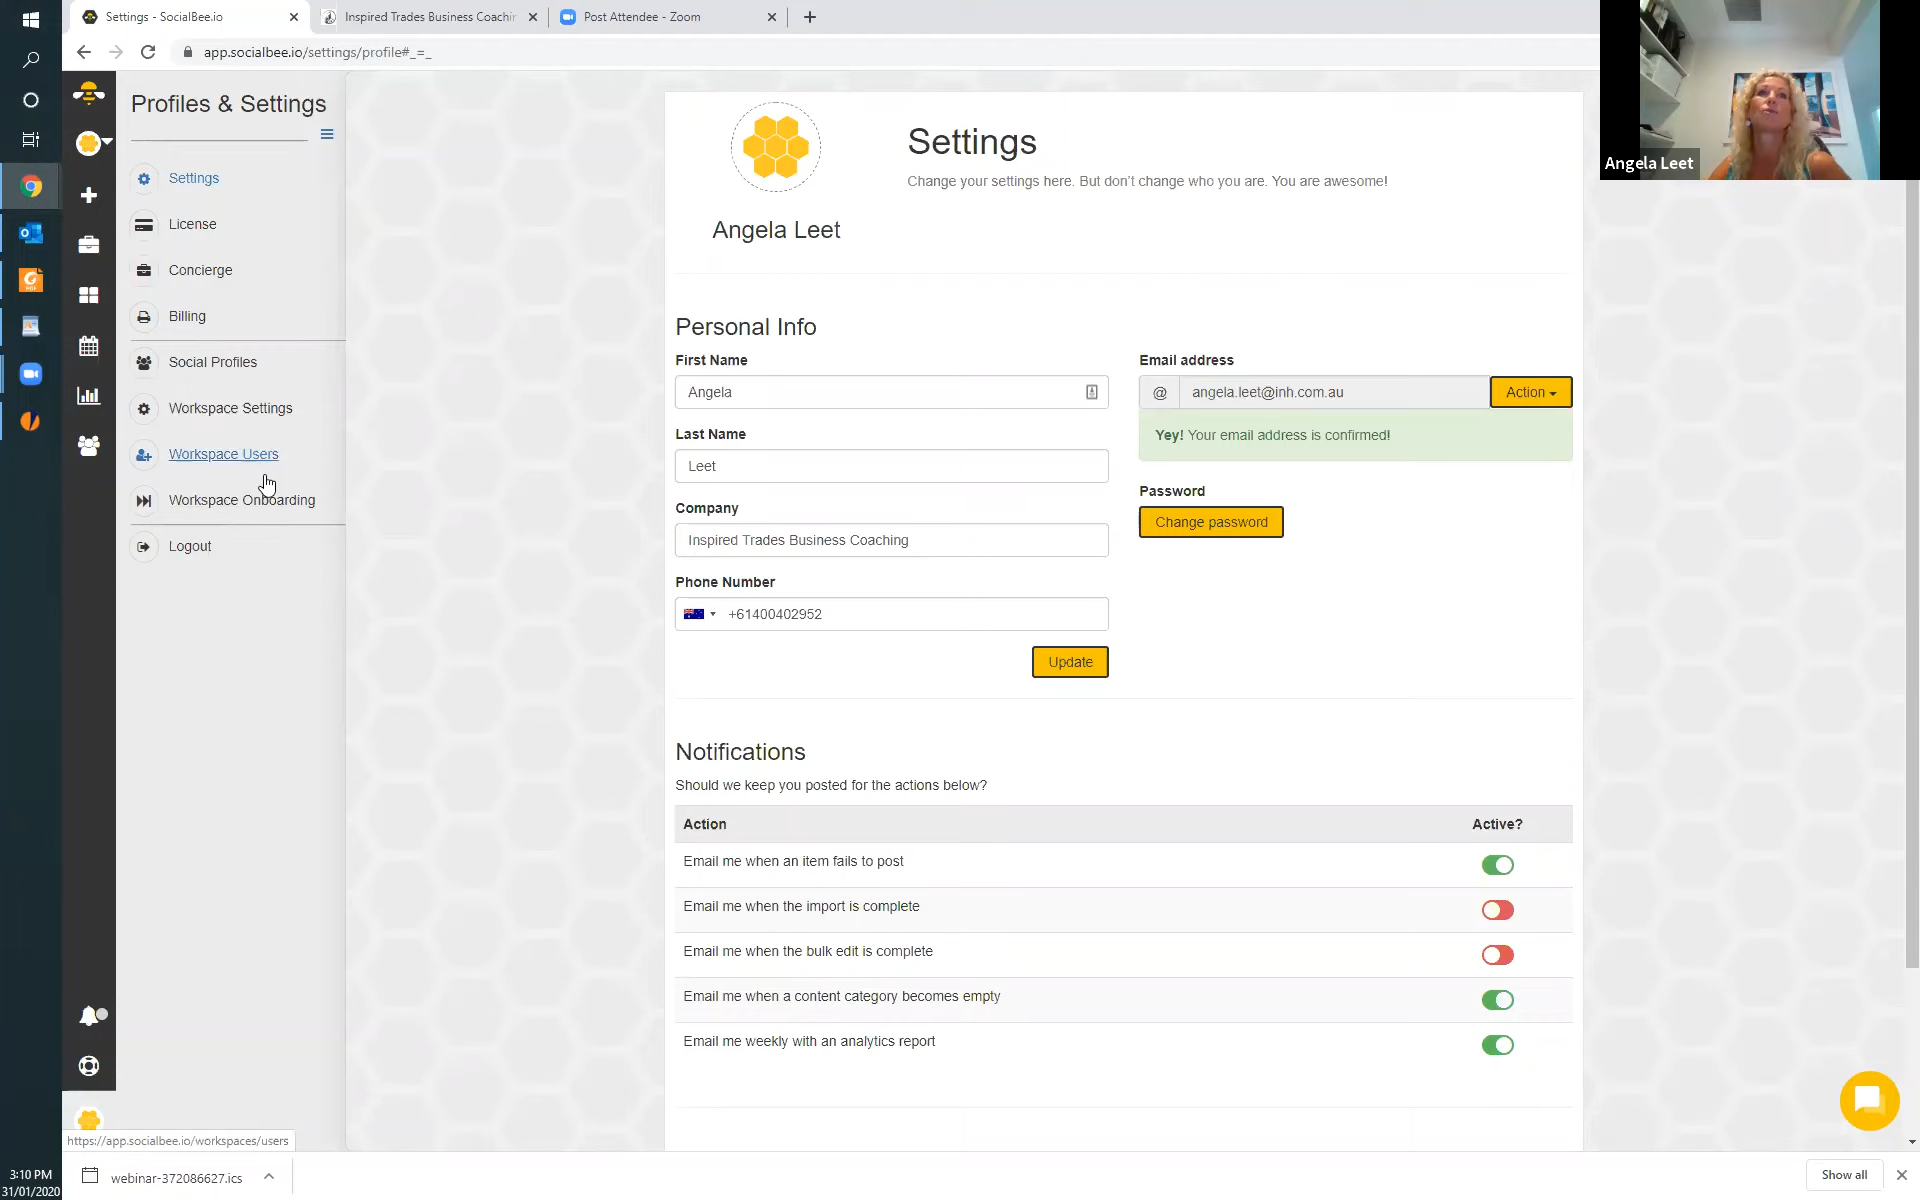 Settings - SocialBee.io
Inspired Trades Business Coachin
Post Attendee - Zoom
app.socialbee.io/settings/profile#_=_
Angela Leet
Profiles & Settings
Settings
License
Concierge
Billing
Social Profiles
Workspace Settings
Workspace Users
Workspace Onboarding
Logout
Settings
Change your settings here. But don't change who you are. You are awesome!
Angela Leet
Personal Info
First Name
Angela
Last Name
Leet
Company
Inspired Trades Business Coaching
Phone Number
+61400402952
Update
Email address
@ angela.leet@inh.com.au
Action
Yey! Your email address is confirmed!
Password
Change password
Notifications
Should we keep you posted for the actions below?
Action Active?
Email me when an item fails to post
Email me when the import is complete
Email me when the bulk edit is complete
Email me when a content category becomes empty
Email me weekly with an analytics report
https://app.socialbee.io/workspaces/users
webinar-372086627.ics
Show all
3:10 PM
31/01/2020